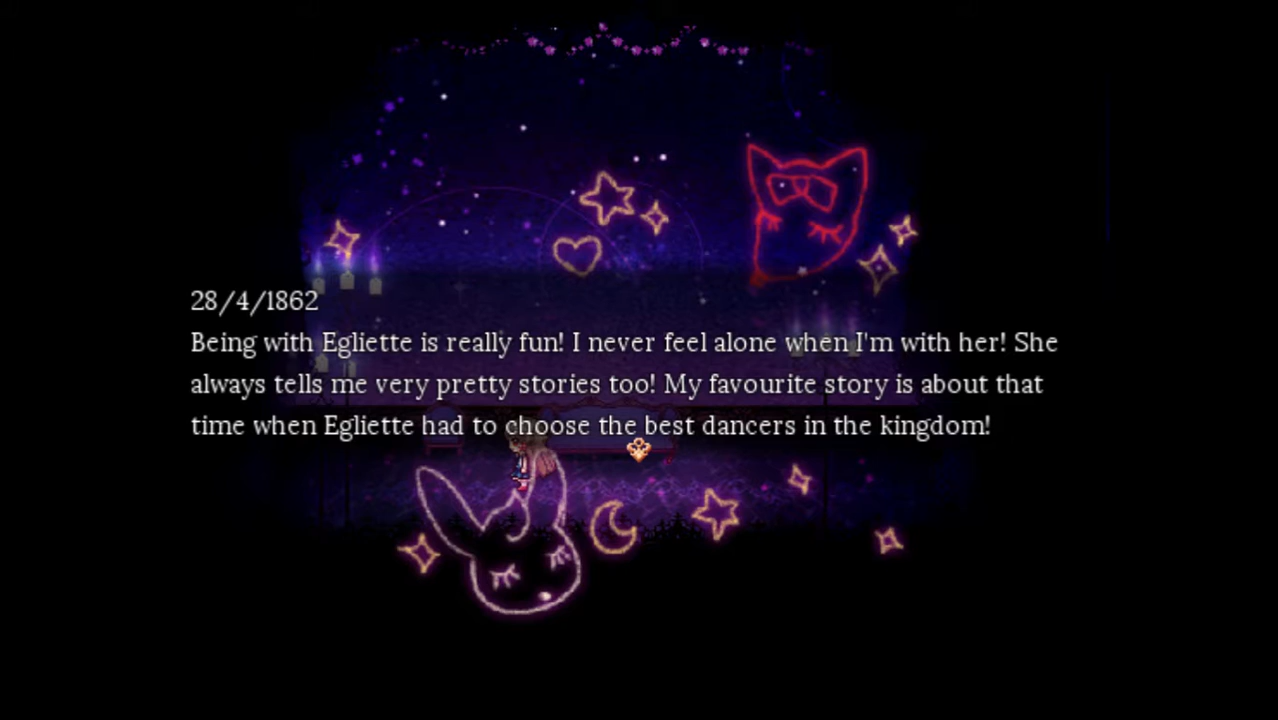 28/4/1862
Being with Egliette is really fun! I never feel alone when I'm with her! She
always tells me very pretty stories too! My favourite story is about that
time when Egliette had to choose the best dancers in the kingdom!